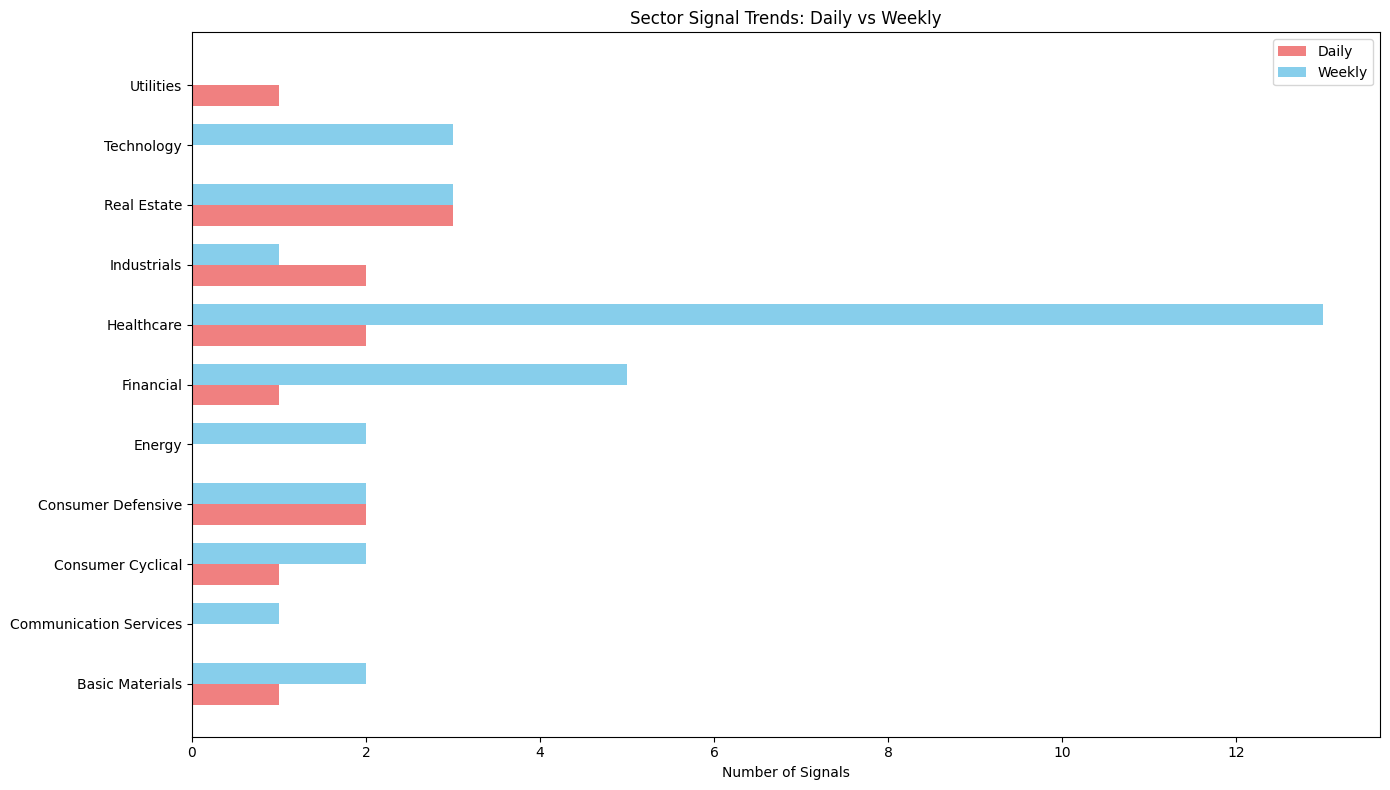 Sector Signal Trends: Daily vs Weekly
Daily
Weekly
Utilities
Technology
Real Estate
Industrials
Healthcare
Financial
Energy
Consumer Defensive
Consumer Cyclical
Communication Services
Basic Materials
0 2 4 6 8 10 12
Number of Signals